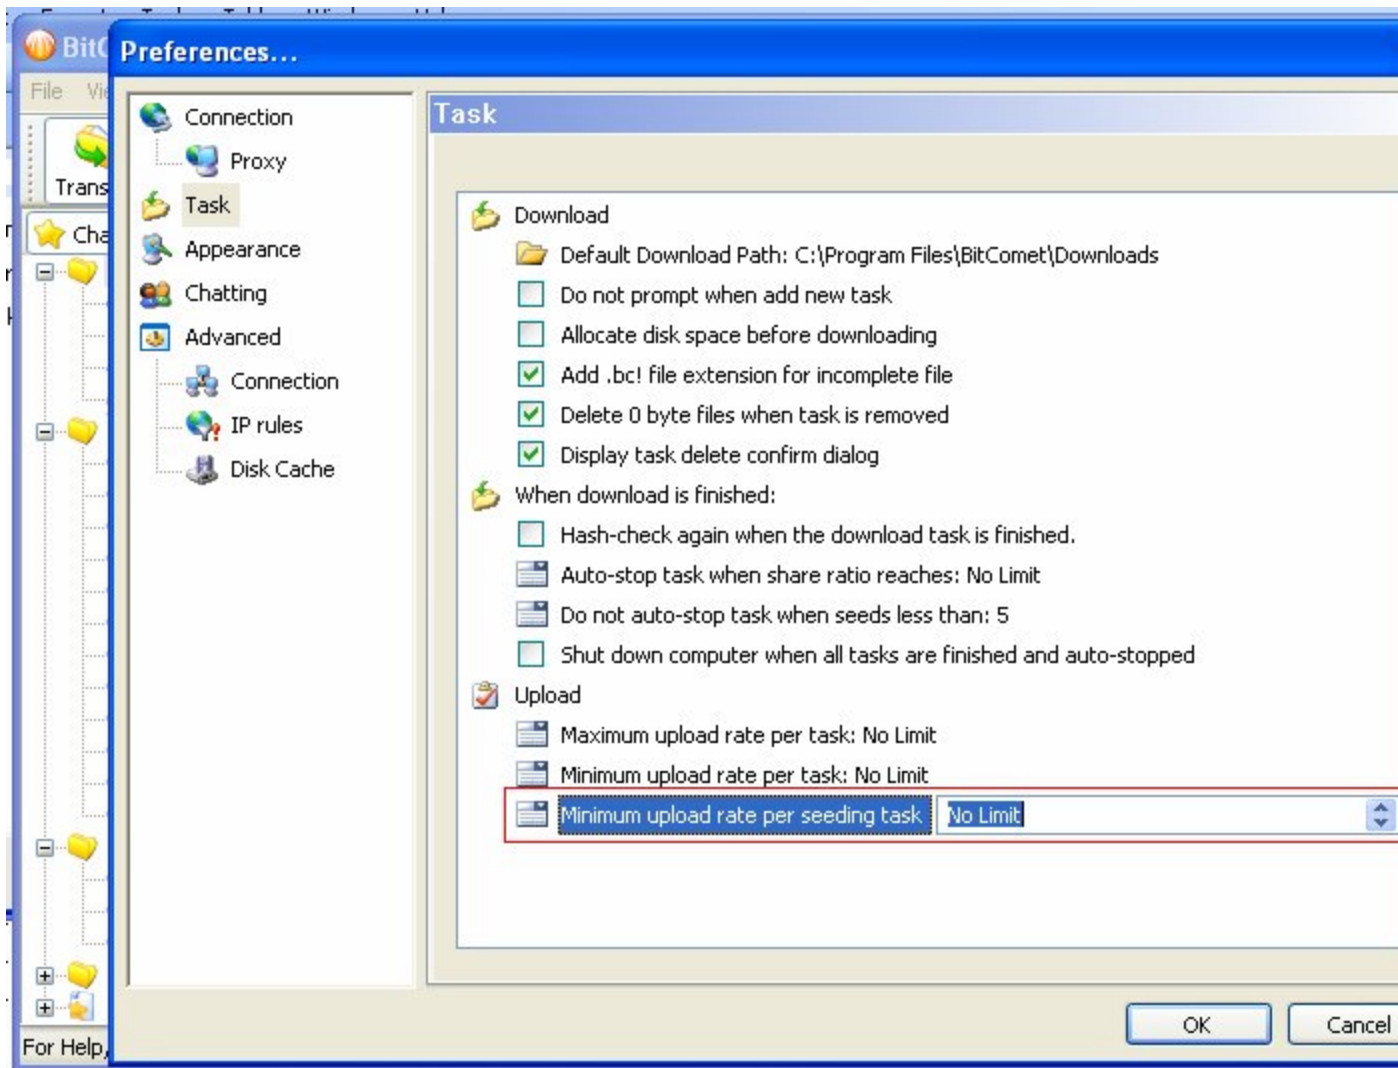 BitC
Preferences...
File
Connection
Proxy
Task
Appearance
Chatting
Advanced
Connection
IP rules
Disk Cache
Trans
Cha
Task
Download
Default Download Path: C:\Program Files\BitComet\Downloads
Do not prompt when add new task
Allocate disk space before downloading
Add .bc! file extension for incomplete file
Delete 0 byte files when task is removed
Display task delete confirm dialog
When download is finished:
Hash-check again when the download task is finished.
Auto-stop task when share ratio reaches: No Limit
Do not auto-stop task when seeds less than: 5
Shut down computer when all tasks are finished and auto-stopped
Upload
Maximum upload rate per task: No Limit
Minimum upload rate per task: No Limit
Minimum upload rate per seeding task No Limit
OK Cancel
For Help,